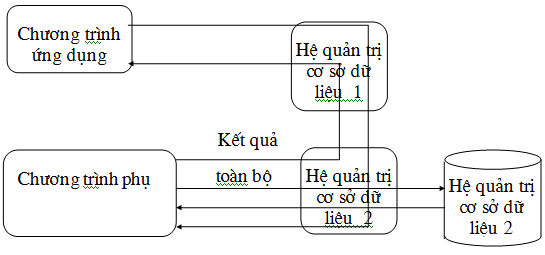 Chương trình
ứng dụng
Hệ quản trị
cơ sở dữ
liêu 1
Kết quả
toàn bộ
Chương trình phụ
Hệ quản trị
cơ sở dữ
liệu 2
Hệ quản trị
cơ sở dữ
liệu 2